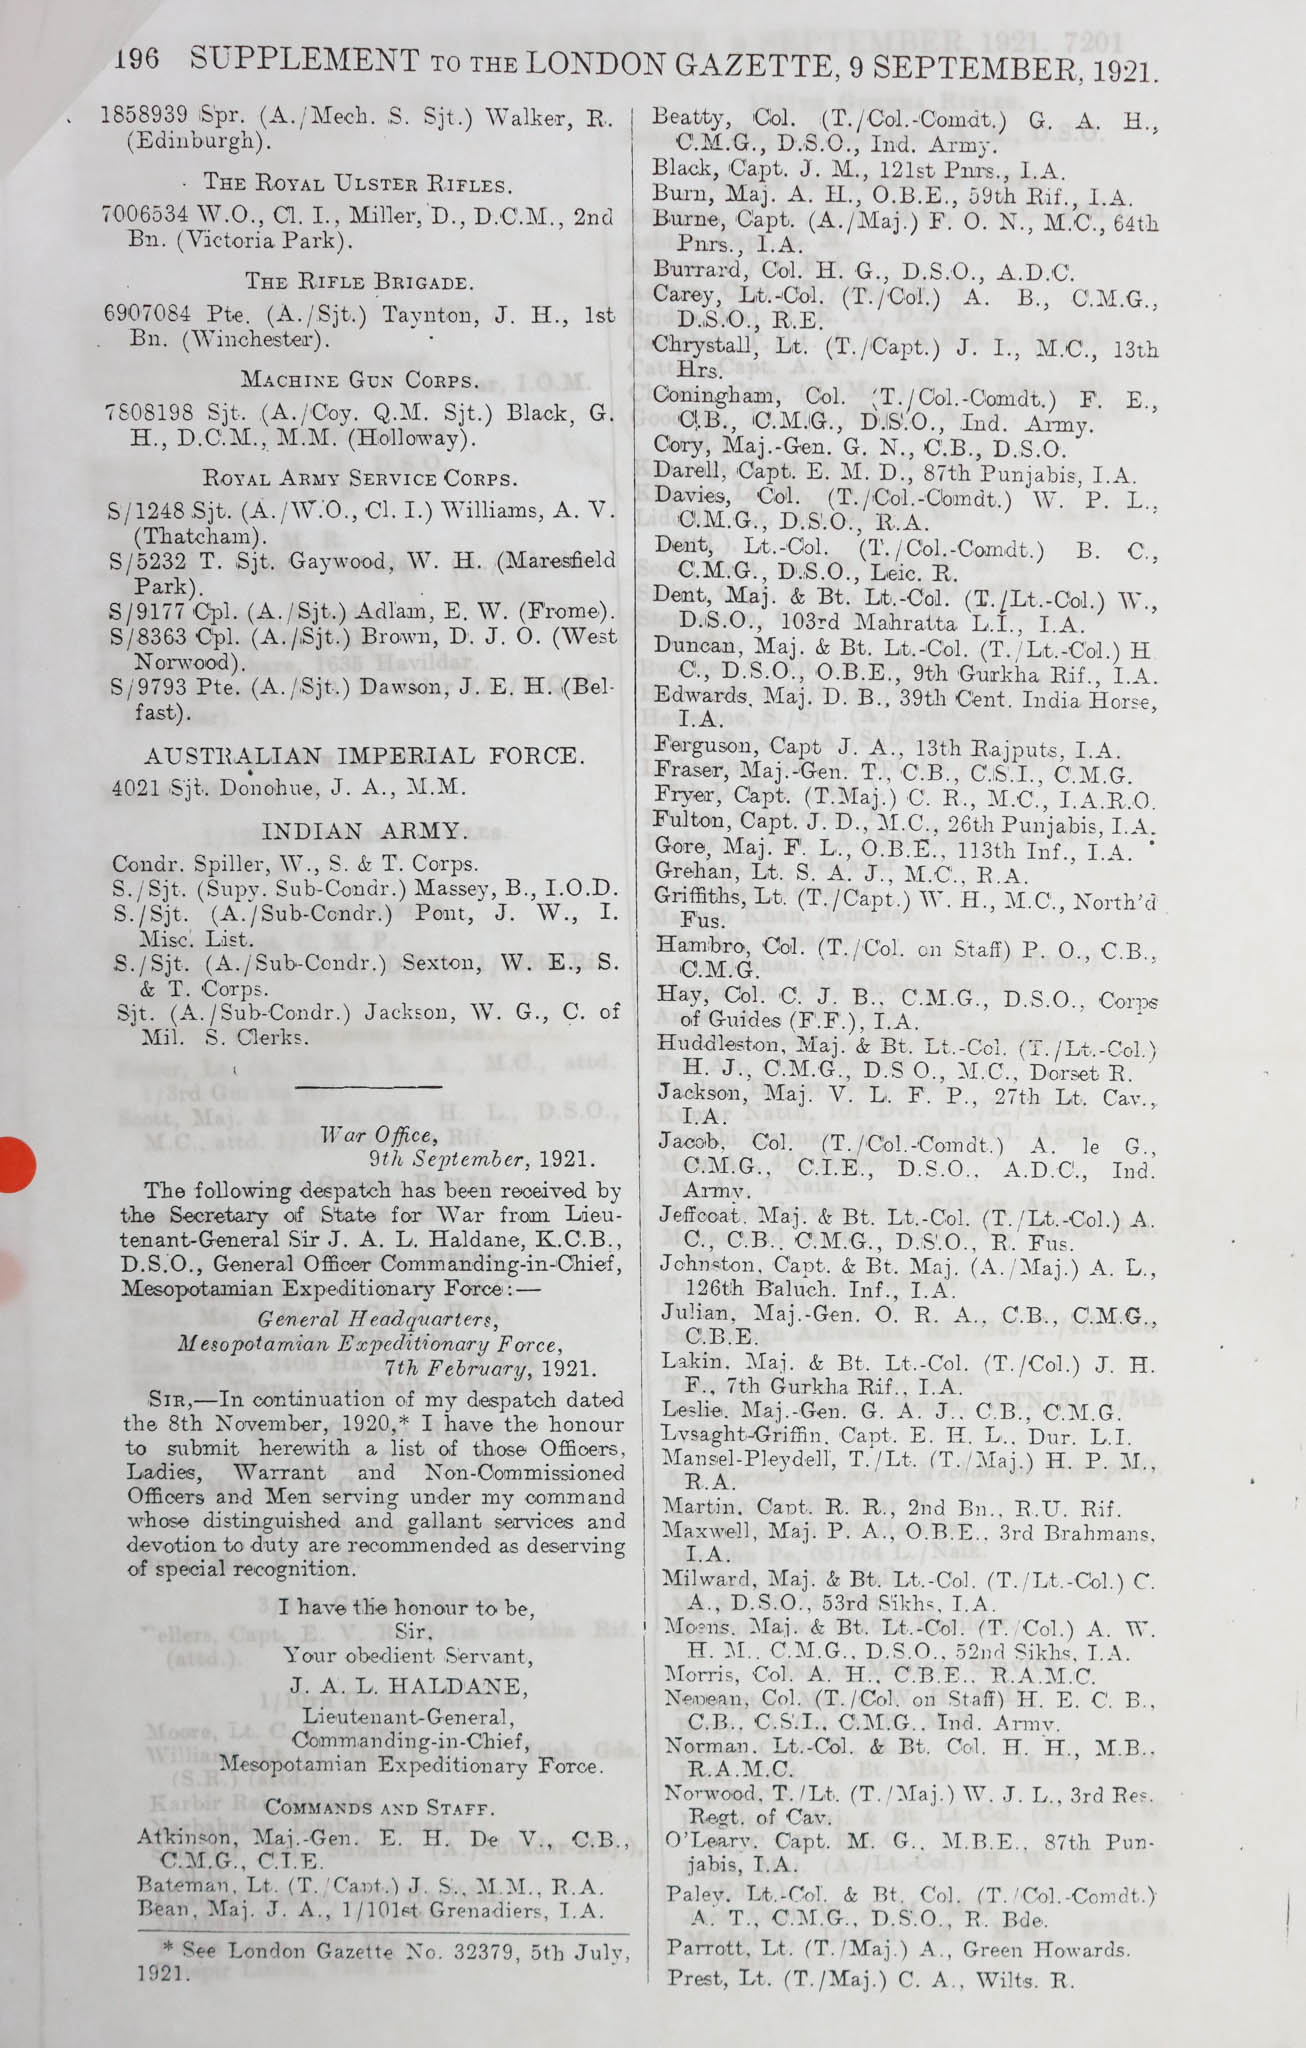 196 SUPPLEMENT TO THE LONDON GAZETTE, 9 SEPTEMBER, 1921.
1858939 Spr. (A./Mech. S. Sjt.) Walker, R.
(Edinburgh).
THE ROYAL ULSTER RIFLES.
7006534 W.O., Cl. I., Miller, D., D.C.M., 2nd
Bn. (Victoria Park).
THE RIFLE BRIGADE.
6907084 Pte. (A./Sjt.) Taynton, J. H., 1st
Bn. (Winchester).
MACHINE GUN CORPS.
7808198 Sjt. (A./Coy. Q.M. Sjt.) Black, G.
H., D.C.M., M.M. (Holloway).
ROYAL ARMY SERVICE CORPS.
S/1248 Sjt. (A./W.O., Cl. I.) Williams, A. V.
(Thatcham).
S/5232 T. Sjt. Gaywood, W. H. (Maresfield
Park).
S/9177 Cpl. (A./Sjt.) Adlam, E. W. (Frome).
S/8363 Cpl. (A./Sjt.) Brown, D. J. O. (West
Norwood).
S/9793 Pte. (A./Sjt.) Dawson, J. E. H. (Bel-
fast).
AUSTRALIAN IMPERIAL FORCE.
4021 Sjt. Donohue, J. A., M.M.
INDIAN ARMY.
Condr. Spiller, W., S. & T. Corps.
S./Sjt. (Supy. Sub-Condr.) Massey, B., I.O.D.
S./Sjt. (A./Sub-Condr.) Pont, J. W., I.
Misc. List.
S./Sjt. (A./Sub-Condr.) Sexton, W. E., S.
& T. Corps.
Sjt. (A./Sub-Condr.) Jackson, W. G., C. of
Mil. S. Clerks.
War Office,
9th September, 1921.
The following despatch has been received by
the Secretary of State for War from Lieu-
tenant-General Sir J. A. L. Haldane, K.C.B.,
D.S.O., General Officer Commanding-in-Chief,
Mesopotamian Expeditionary Force:—
General Headquarters,
Mesopotamian Expeditionary Force,
7th February, 1921.
SIR,—In continuation of my despatch dated
the 8th November, 1920,* I have the honour
to submit herewith a list of those Officers,
Ladies, Warrant and Non-Commissioned
Officers and Men serving under my command
whose distinguished and gallant services and
devotion to duty are recommended as deserving
of special recognition.
I have the honour to be,
Sir,
Your obedient Servant,
J. A. L. HALDANE,
Lieutenant-General,
Commanding-in-Chief,
Mesopotamian Expeditionary Force.
COMMANDS AND STAFF.
Atkinson, Maj.-Gen. E. H. De V., C.B.,
C.M.G., C.I.E.
Bateman, Lt. (T./Capt.) J. S., M.M., R.A.
Bean, Maj. J. A., 1/101st Grenadiers, I.A.
* See London Gazette No. 32379, 5th July,
1921.
Beatty, Col. (T./Col.-Comdt.) G. A. H.,
C.M.G., D.S.O., Ind. Army.
Black, Capt. J. M., 121st Pnrs., I.A.
Burn, Maj. A. H., O.B.E., 59th Rif., I.A.
Burne, Capt. (A./Maj.) F. O. N., M.C., 64th
Pnrs., I.A.
Burrard, Col. H. G., D.S.O., A.D.C.
Carey, Lt.-Col. (T./Col.) A. B., C.M.G.,
D.S.O., R.E.
Chrystall, Lt. (T./Capt.) J. I., M.C., 13th
Hrs.
Coningham, Col. (T./Col.-Comdt.) F. E.,
C.B., C.M.G., D.S.O., Ind. Army.
Cory, Maj.-Gen. G. N., C.B., D.S.O.
Darell, Capt. E. M. D., 87th Punjabis, I.A.
Davies, Col. (T./Col.-Comdt.) W. P. L.,
C.M.G., D.S.O., R.A.
Dent, Lt.-Col. (T./Col.-Comdt.) B. C.,
C.M.G., D.S.O., Leic. R.
Dent, Maj. & Bt. Lt.-Col. (T./Lt.-Col.) W.,
D.S.O., 103rd Mahratta L.I., I.A.
Duncan, Maj. & Bt. Lt.-Col. (T./Lt.-Col.) H.
C., D.S.O., O.B.E., 9th Gurkha Rif., I.A.
Edwards, Maj. D. B., 39th Cent. India Horse,
I.A.
Ferguson, Capt J. A., 13th Rajputs, I.A.
Fraser, Maj.-Gen. T., C.B., C.S.I., C.M.G.
Fryer, Capt. (T.Maj.) C. R., M.C., I.A.R.O.
Fulton, Capt. J. D., M.C., 26th Punjabis, I.A.
Gore, Maj. F. L., O.B.E., 113th Inf., I.A.
Grehan, Lt. S. A. J., M.C., R.A.
Griffiths, Lt. (T./Capt.) W. H., M.C., North'd
Fus.
Hambro, Col. (T./Col. on Staff) P. O., C.B.,
C.M.G.
Hay, Col. C. J. B., C.M.G., D.S.O., Corps
of Guides (F.F.), I.A.
Huddleston, Maj. & Bt. Lt.-Col. (T./Lt.-Col.)
H. J., C.M.G., D.S O., M.C., Dorset R.
Jackson, Maj. V. L. F. P., 27th Lt. Cav.,
I.A.
Jacob, Col. (T./Col.-Comdt.) A. le G.,
C.M.G., C.I.E., D.S.O., A.D.C., Ind.
Army.
Jeffcoat, Maj. & Bt. Lt.-Col. (T./Lt.-Col.) A.
C., C.B., C.M.G., D.S.O., R. Fus.
Johnston, Capt. & Bt. Maj. (A./Maj.) A. L.,
126th Baluch. Inf., I.A.
Julian, Maj.-Gen. O. R. A., C.B., C.M.G.,
C.B.E.
Lakin, Maj. & Bt. Lt.-Col. (T./Col.) J. H.
F., 7th Gurkha Rif., I.A.
Leslie, Maj.-Gen. G. A. J., C.B., C.M.G.
Lysaght-Griffin, Capt. E. H. L., Dur. L.I.
Mansel-Pleydell, T./Lt. (T./Maj.) H. P. M.,
R.A.
Martin, Capt. R. R., 2nd Bn., R.U. Rif.
Maxwell, Maj. P. A., O.B.E., 3rd Brahmans,
I.A.
Milward, Maj. & Bt. Lt.-Col. (T./Lt.-Col.) C.
A., D.S.O., 53rd Sikhs, I.A.
Moens, Maj. & Bt. Lt.-Col. (T./Col.) A. W.
H. M., C.M.G., D.S.O., 52nd Sikhs, I.A.
Morris, Col. A. H., C.B.E., R.A.M.C.
Nepean, Col. (T./Col. on Staff) H. E. C. B.,
C.B., C.S.I., C.M.G., Ind. Army.
Norman, Lt.-Col. & Bt. Col. H. H., M.B.,
R.A.M.C.
Norwood, T./Lt. (T./Maj.) W. J. L., 3rd Res.
Regt. of Cav.
O'Leary, Capt. M. G., M.B.E., 87th Pun-
jabis, I.A.
Paley, Lt.-Col. & Bt. Col. (T./Col.-Comdt.)
A. T., C.M.G., D.S.O., R. Bde.
Parrott, Lt. (T./Maj.) A., Green Howards.
Prest, Lt. (T./Maj.) C. A., Wilts. R.